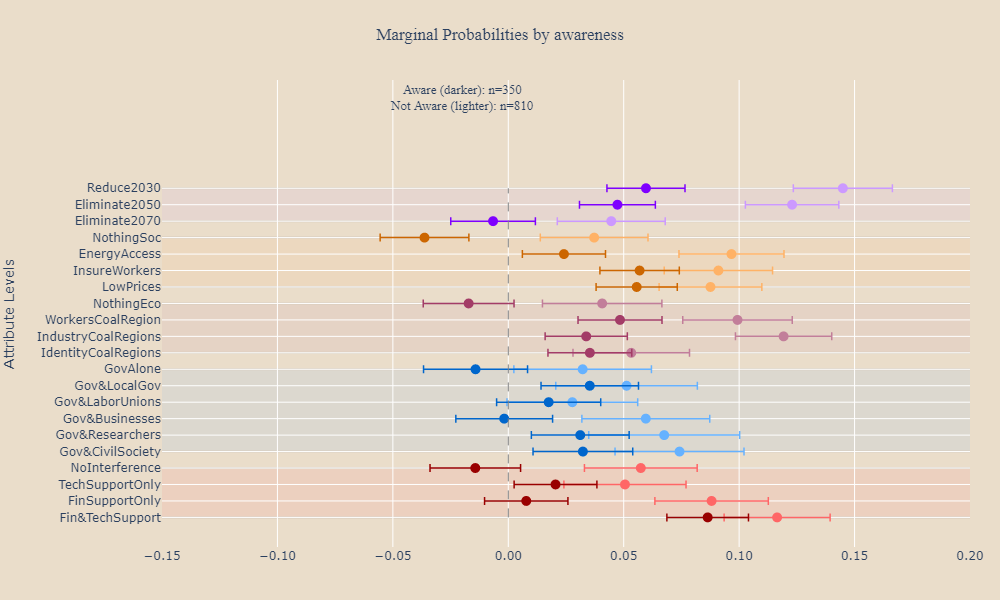 Marginal Probabilities by awareness
Aware (darker): n=350
Not Aware (lighter): n=810
Attribute Levels
Reduce2030
Eliminate2050
Eliminate2070
NothingSoc
EnergyAccess
InsureWorkers
LowPrices
NothingEco
WorkersCoalRegion
IndustryCoalRegions
IdentityCoalRegions
GovAlone
Gov&LocalGov
Gov&LaborUnions
Gov&Businesses
Gov&Researchers
Gov&CivilSociety
NoInterference
TechSupportOnly
FinSupportOnly
Fin&TechSupport
−0.15 −0.10 −0.05 0.00 0.05 0.10 0.15 0.20